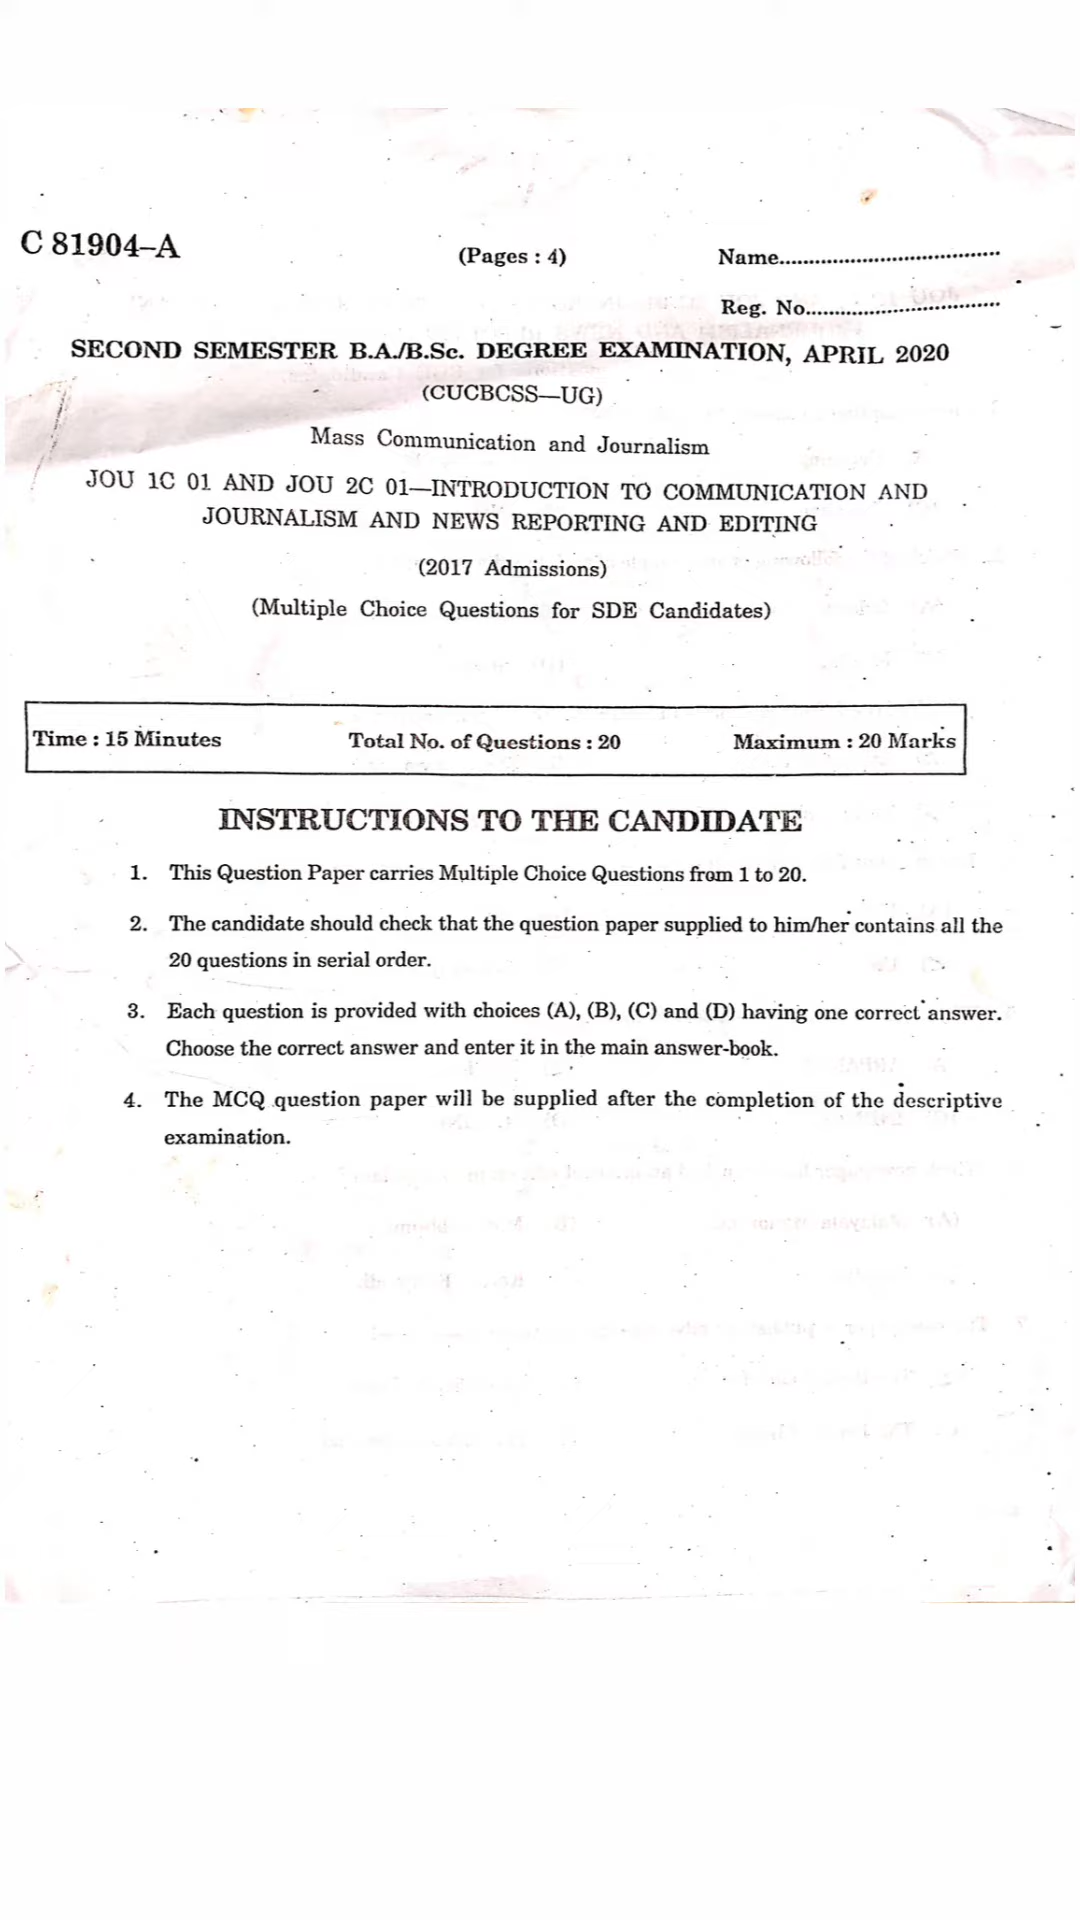 C 81904–A
(Pages : 4)
Name....................................
Reg. No................................
SECOND SEMESTER B.A./B.Sc. DEGREE EXAMINATION, APRIL 2020
(CUCBCSS—UG)
Mass Communication and Journalism
JOU 1C 01 AND JOU 2C 01—INTRODUCTION TO COMMUNICATION AND
JOURNALISM AND NEWS REPORTING AND EDITING
(2017 Admissions)
(Multiple Choice Questions for SDE Candidates)
Time : 15 Minutes Total No. of Questions : 20 Maximum : 20 Marks
INSTRUCTIONS TO THE CANDIDATE
1. This Question Paper carries Multiple Choice Questions from 1 to 20.
2. The candidate should check that the question paper supplied to him/her contains all the
20 questions in serial order.
3. Each question is provided with choices (A), (B), (C) and (D) having one correct answer.
Choose the correct answer and enter it in the main answer-book.
4. The MCQ question paper will be supplied after the completion of the descriptive
examination.